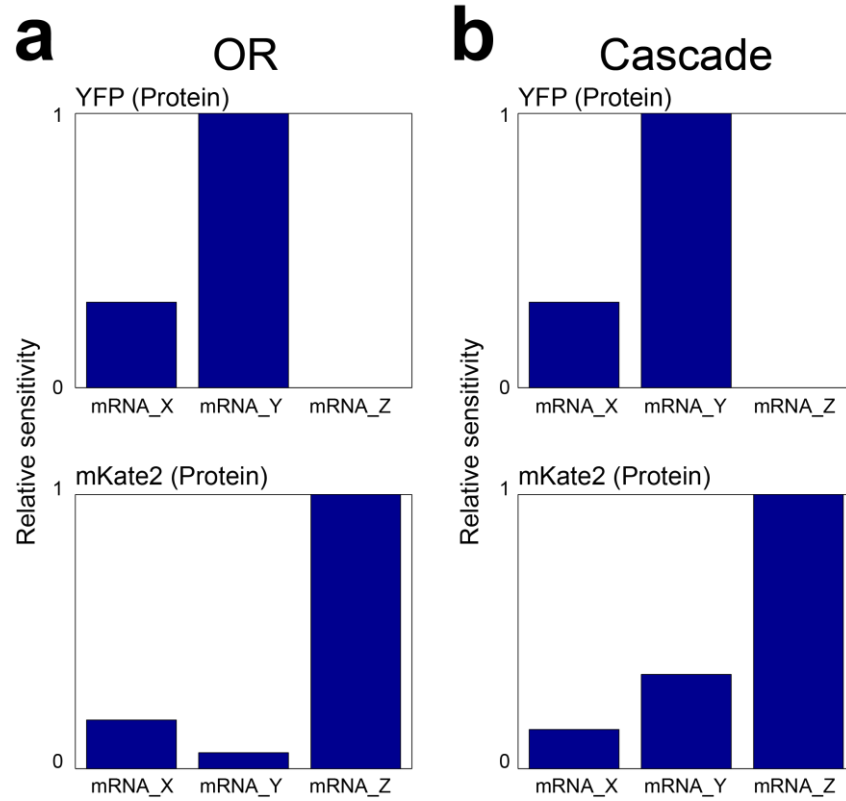 a
OR
YFP (Protein)
1
0
mRNA_X mRNA_Y mRNA_Z
mKate2 (Protein)
1
0
mRNA_X mRNA_Y mRNA_Z
Relative sensitivity
b
Cascade
YFP (Protein)
1
0
mRNA_X mRNA_Y mRNA_Z
mKate2 (Protein)
1
0
mRNA_X mRNA_Y mRNA_Z
Relative sensitivity